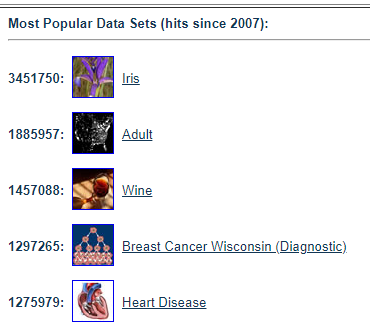 Most Popular Data Sets (hits since 2007):
3451750: Iris
1885957: Adult
1457088: Wine
1297265: Breast Cancer Wisconsin (Diagnostic)
1275979: Heart Disease